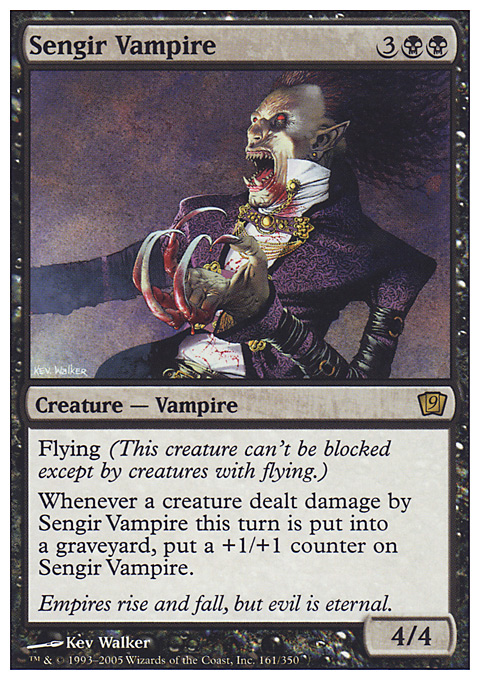 Sengir Vampire 3
KEV. WALKER
Creature — Vampire 9
Flying (This creature can't be blocked
except by creatures with flying.)
Whenever a creature dealt damage by
Sengir Vampire this turn is put into
a graveyard, put a +1/+1 counter on
Sengir Vampire.
Empires rise and fall, but evil is eternal.
Kev Walker
4/4
™ & © 1993–2005 Wizards of the Coast, Inc. 161/350